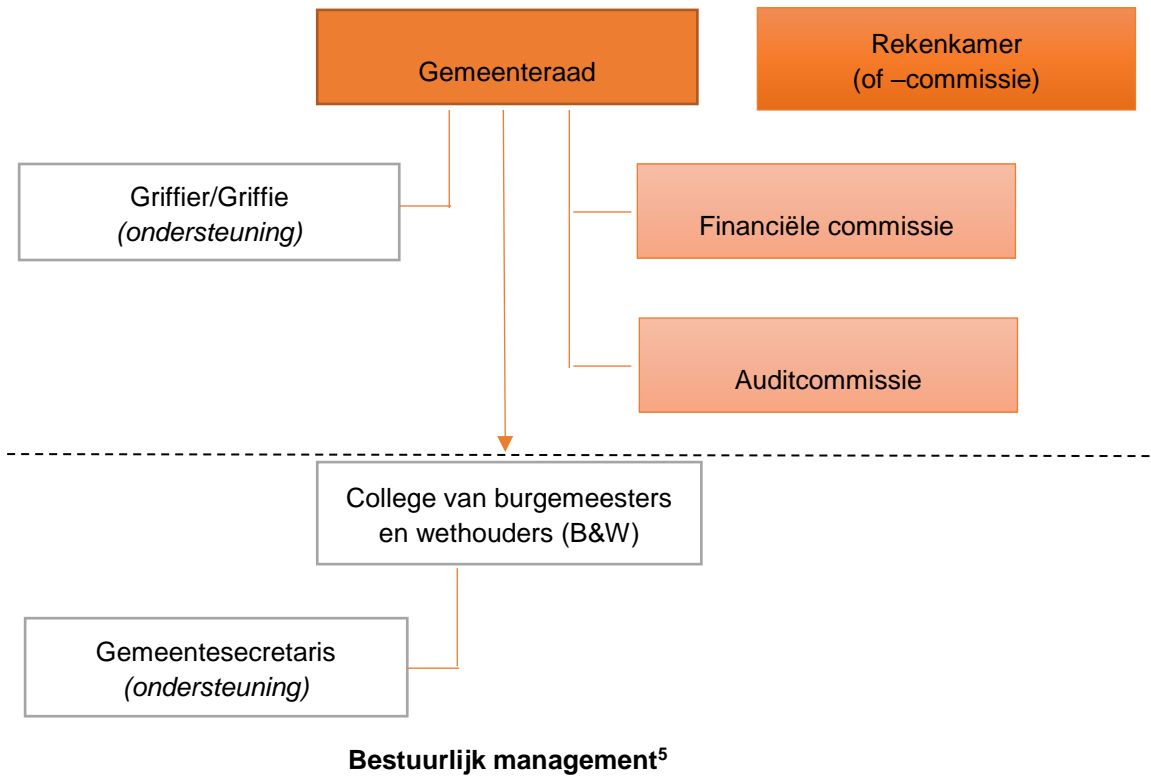 Gemeenteraad
Rekenkamer
(of –commissie)
Griffier/Griffie
(ondersteuning)
Financiële commissie
Auditcommissie
College van burgemeesters
en wethouders (B&W)
Gemeentesecretaris
(ondersteuning)
Bestuurlijk management⁵